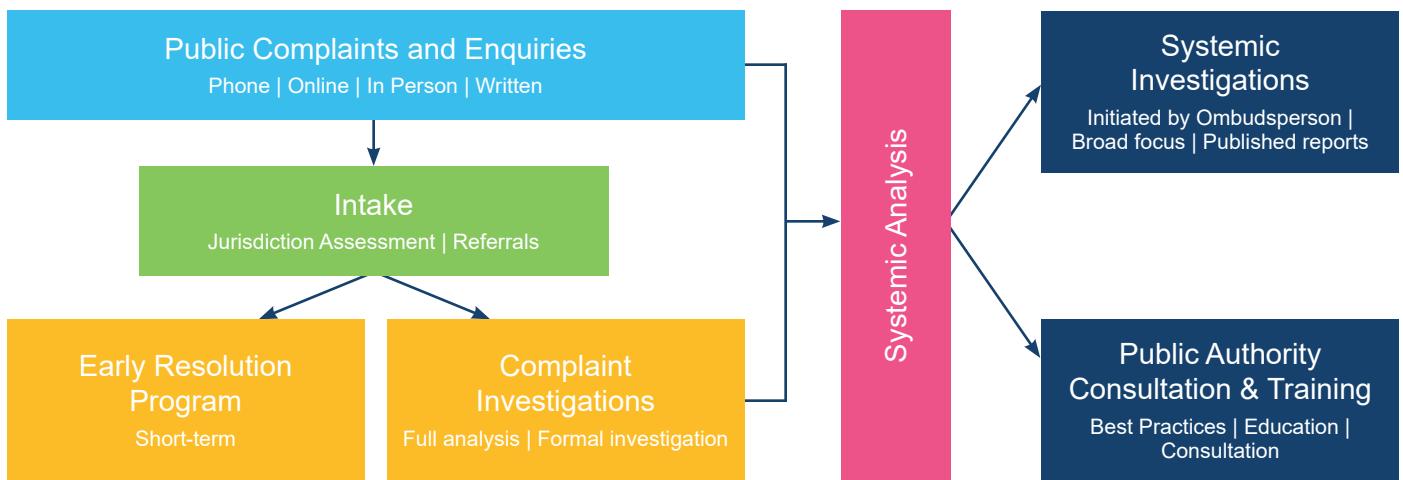 Public Complaints and Enquiries
Phone | Online | In Person | Written
Intake
Jurisdiction Assessment | Referrals
Early Resolution
Program
Short-term
Complaint
Investigations
Full analysis | Formal investigation
Systemic Analysis
Systemic
Investigations
Initiated by Ombudsperson |
Broad focus | Published reports
Public Authority
Consultation & Training
Best Practices | Education |
Consultation